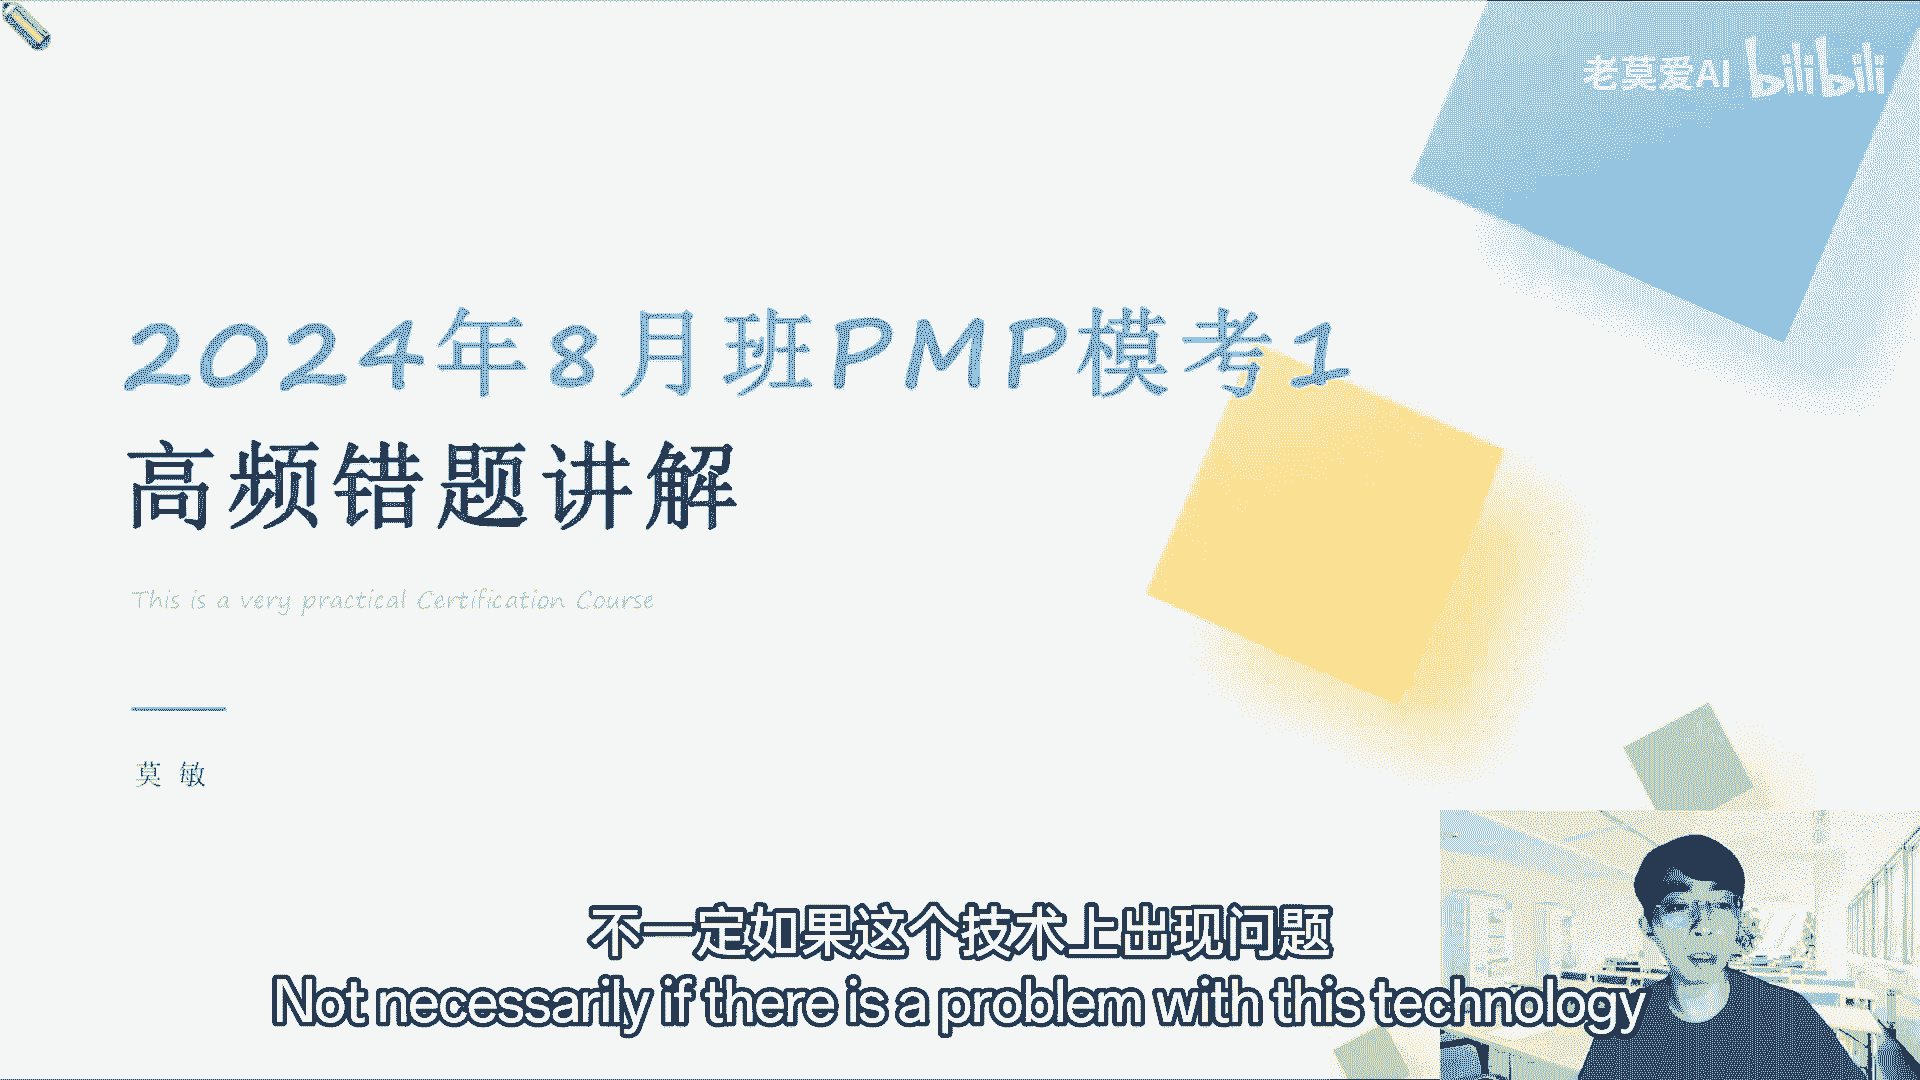 老莫爱AI bilibili
2024年8月班PMP模考1
高频错题讲解
This is a very practical Certification Course
莫 敏
不一定如果这个技术上出现问题
Not necessarily if there is a problem with this technology